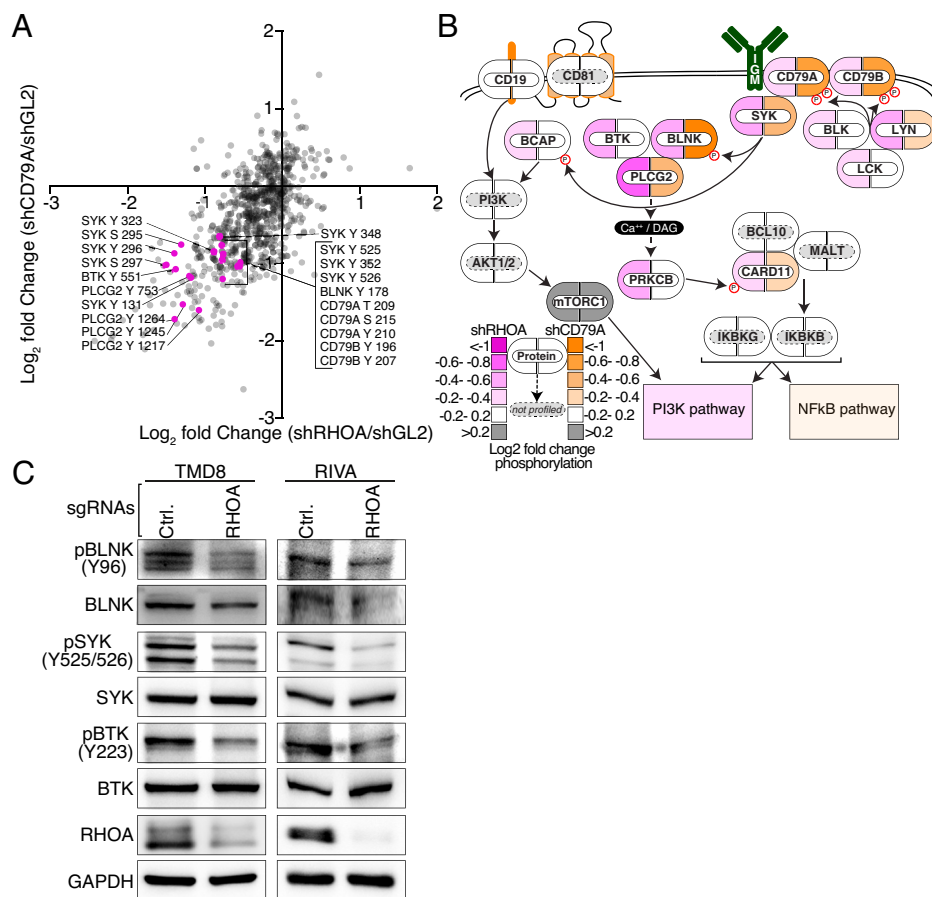 A
2
1
-2
-1
1
2
-1
-2
-3
Log2 fold Change (shCD79A/shGL2)
Log2 fold Change (shRHOA/shGL2)
SYK Y 323
SYK S 295
SYK Y 296
SYK S 297
BTK Y 551
PLCG2 Y 753
SYK Y 131
PLCG2 Y 1264
PLCG2 Y 1245
PLCG2 Y 1217
SYK Y 348
SYK Y 525
SYK Y 352
SYK Y 526
BLNK Y 178
CD79A T 209
CD79A S 215
CD79A Y 210
CD79B Y 196
CD79B Y 207
B
CD19
CD81
IGM
CD79A
CD79B
P
P
P
SYK
BLK
LYN
LCK
BCAP
P
BTK
BLNK
P
PLCG2
PI3K
Ca++ / DAG
AKT1/2
PRKCB
P
BCL10
MALT
CARD11
mTORC1
IKBKG
IKBKB
shRHOA
shCD79A
<-1
<-1
-0.6- -0.8
-0.6- -0.8
-0.4- -0.6
-0.4- -0.6
-0.2- -0.4
-0.2- -0.4
-0.2- 0.2
-0.2- 0.2
>0.2
>0.2
Protein
not profiled
Log2 fold change
phosphorylation
PI3K pathway
NFkB pathway
C
TMD8
RIVA
sgRNAs
Ctrl.
RHOA
Ctrl.
RHOA
pBLNK
(Y96)
BLNK
pSYK
(Y525/526)
SYK
pBTK
(Y223)
BTK
RHOA
GAPDH